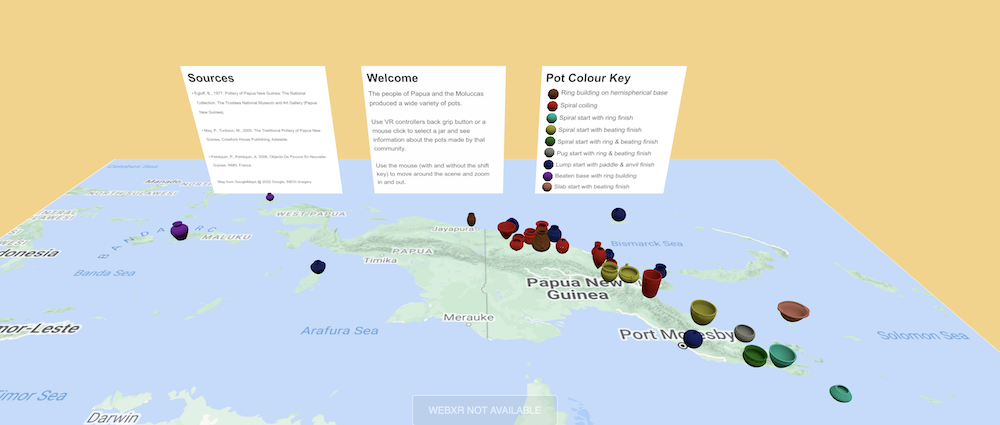 Sources
• Egloff, B., 1977. Pottery of Papua New Guinea: The National
Collection. The Trustees National Museum and Art Gallery (Papua
New Guinea).
• May, P., Tuckson, M., 2000. The Traditional Pottery of Papua New
Guinea, Crawford House Publishing, Adelaide
• Pétrequin, P., Pétrequin, A. 2006. Objects De Pouvoir En Nouvelle
Guinée. RMN, France.
Map from GoogleMaps @ 2022 Google, INEGI Imagery
Welcome
The people of Papua and the Moluccas
produced a wide variety of pots.
Use VR controllers back grip button or a
mouse click to select a jar and see
information about the pots made by that
community.
Use the mouse (with and without the shift
key) to move around the scene and zoom
in and out.
Pot Colour Key
Ring building on hemispherical base
Spiral coiling
Spiral start with ring finish
Spiral start with beating finish
Spiral start with ring & beating finish
Pug start with ring & beating finish
Lump start with paddle & anvil finish
Beaten base with ring building
Slab start with beating finish
NORTH MALUKU
WEST PAPUA
BANDA ARC
MALUKU
Jayapura
Bismarck Sea
donesia
Banda Sea
PAPUA
Timika
Papua New
Guinea
Merauke
mor-Leste
Arafura Sea
Port Mo esby
Solomon Sea
Timor Sea
Darwin
WEBXR NOT AVAILABLE